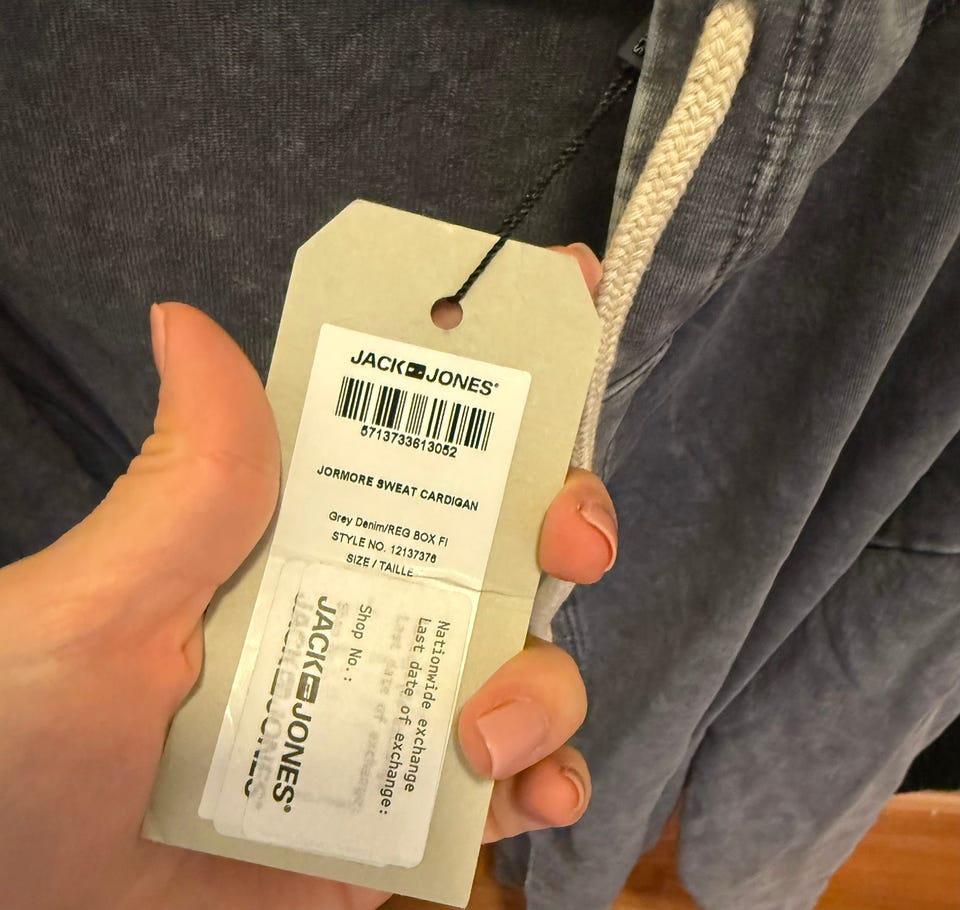 JACK JONES®
5713733613052
JORMORE SWEAT CARDIGAN
Grey Denim/REG BOX FI
STYLE NO. 12137376
SIZE / TAILLE
Nationwide exchange
Last date of exchange:
Shop No.:
JACK JONES®